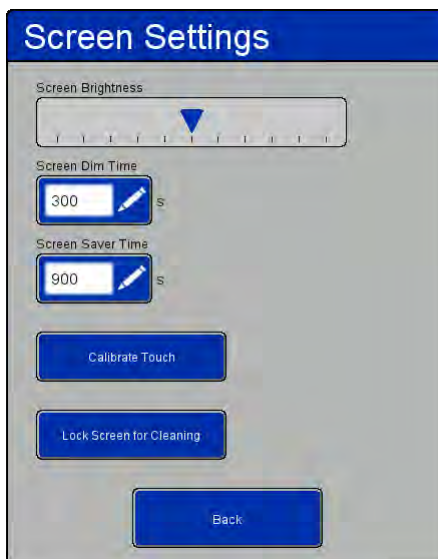 Screen Settings
Screen Brightness
Screen Dim Time
300
s
Screen Saver Time
900
s
Calibrate Touch
Lock Screen for Cleaning
Back